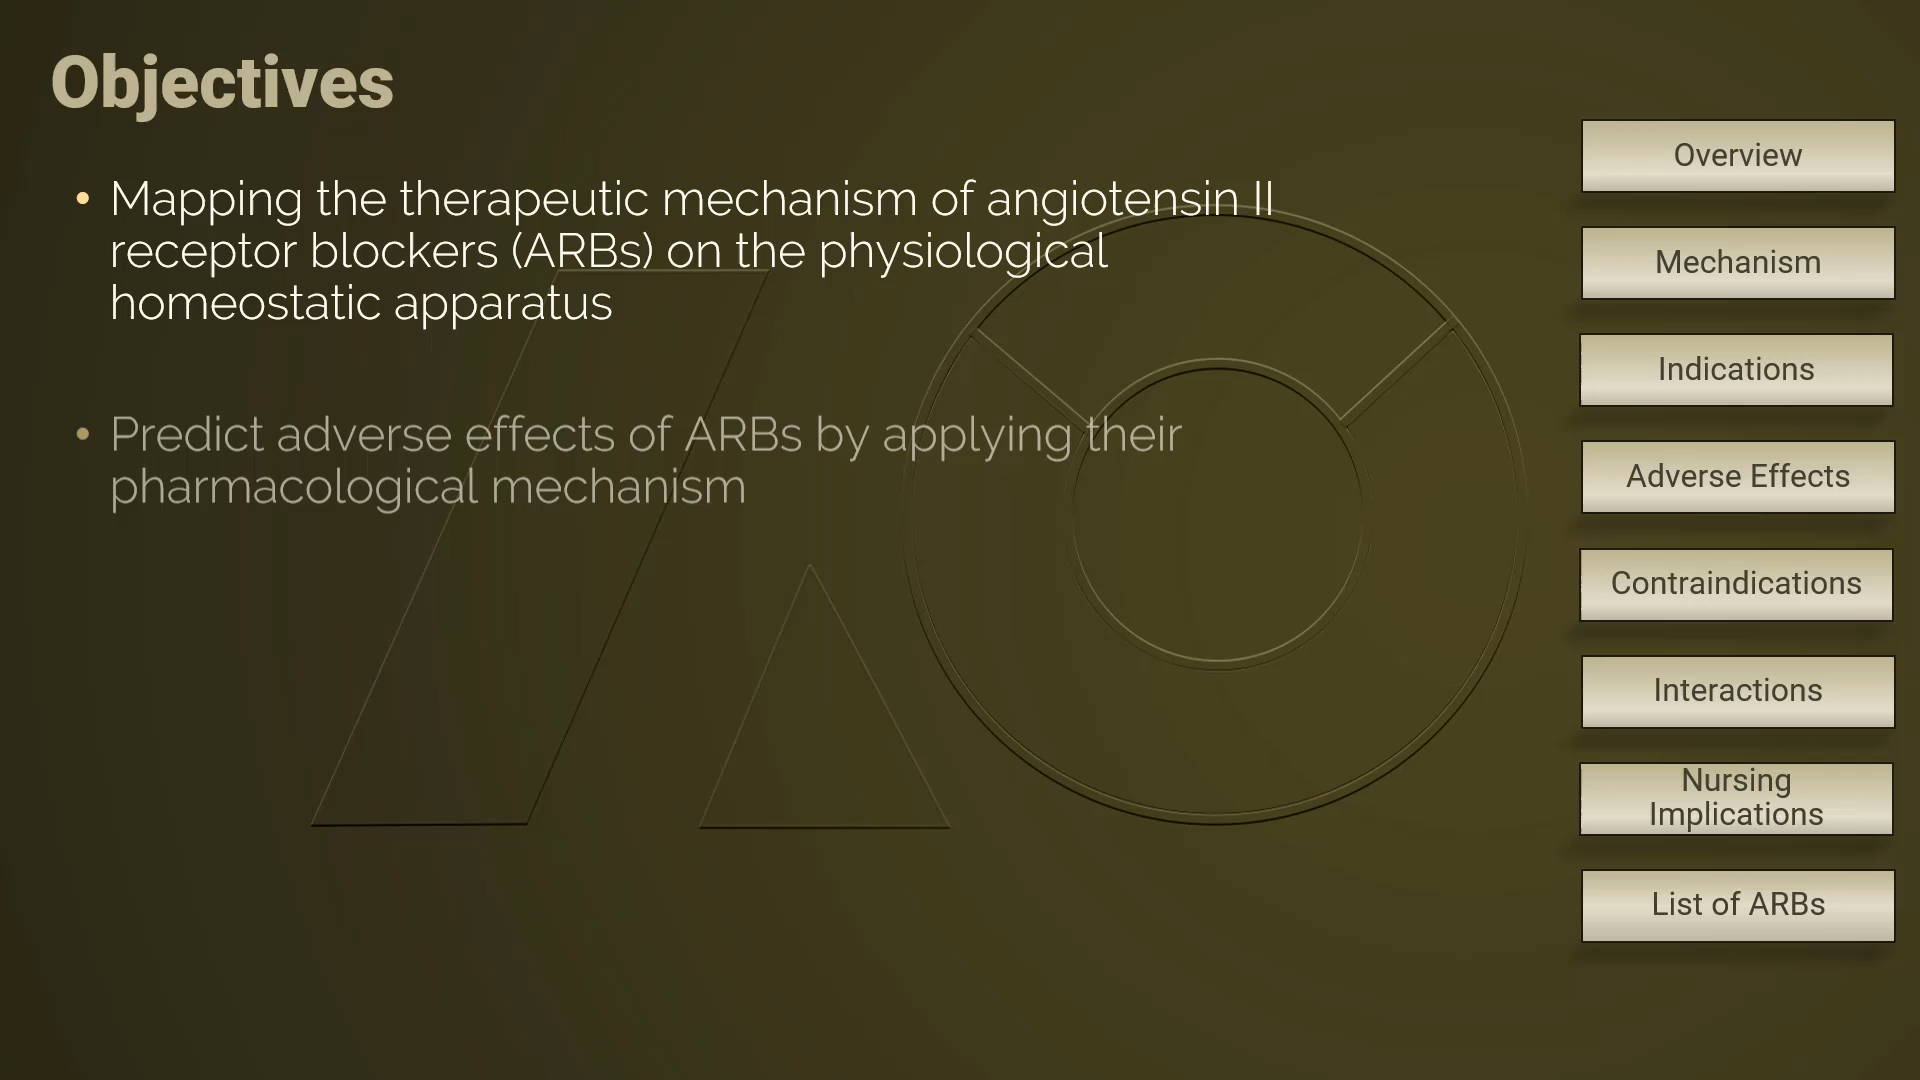 Objectives
• Mapping the therapeutic mechanism of angiotensin II
receptor blockers (ARBs) on the physiological
homeostatic apparatus
• Predict adverse effects of ARBs by applying their
pharmacological mechanism
Overview
Mechanism
Indications
Adverse Effects
Contraindications
Interactions
Nursing
Implications
List of ARBs